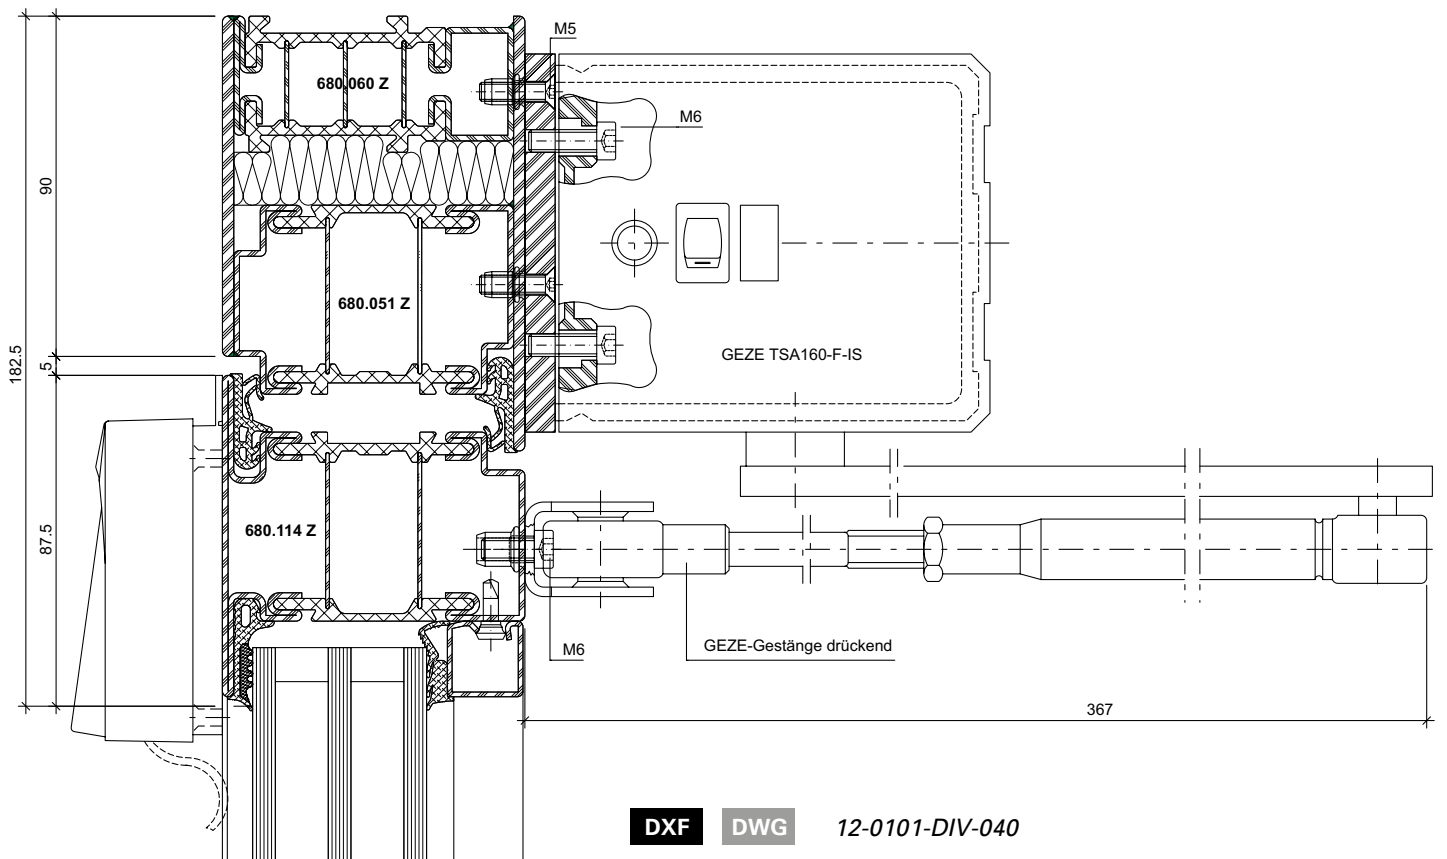 M5
680.060 Z
M6
90
680.051 Z
GEZE TSA160-F-IS
182.5
5
87.5
680.114 Z
M6
GEZE-Gestänge drückend
367
DXF DWG 12-0101-DIV-040